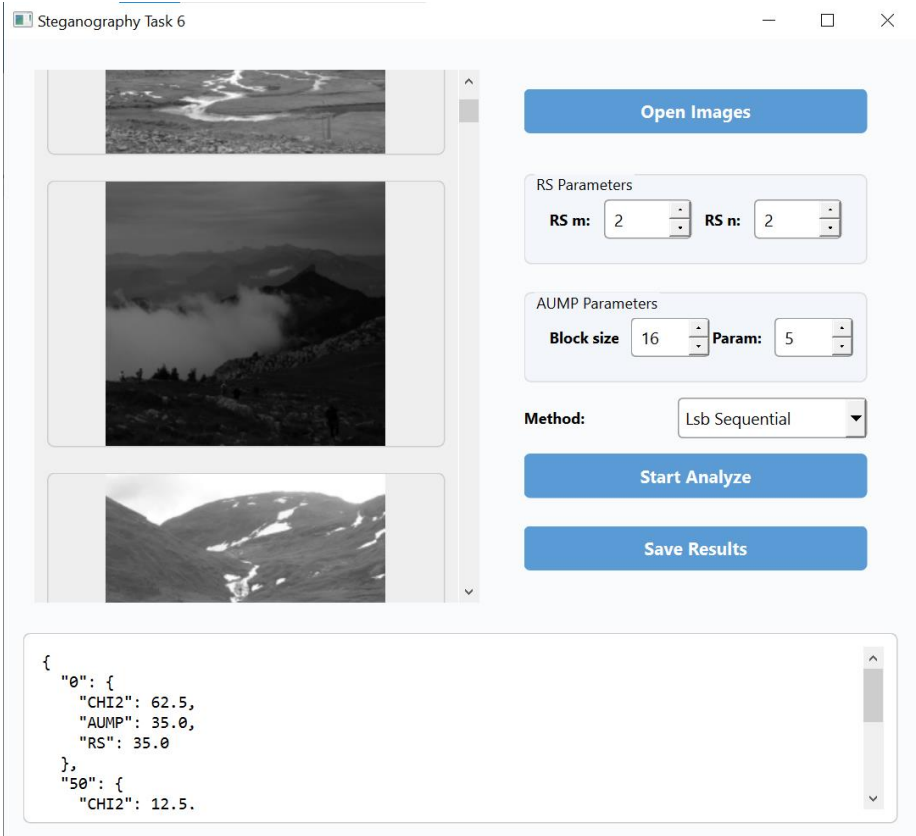 Steganography Task 6
Open Images
RS Parameters
RS m: 2 RS n: 2
AUMP Parameters
Block size 16 Param: 5
Method: Lsb Sequential
Start Analyze
Save Results
{
"0": {
"CHI2": 62.5,
"AUMP": 35.0,
"RS": 35.0
},
"50": {
"CHI2": 12.5.